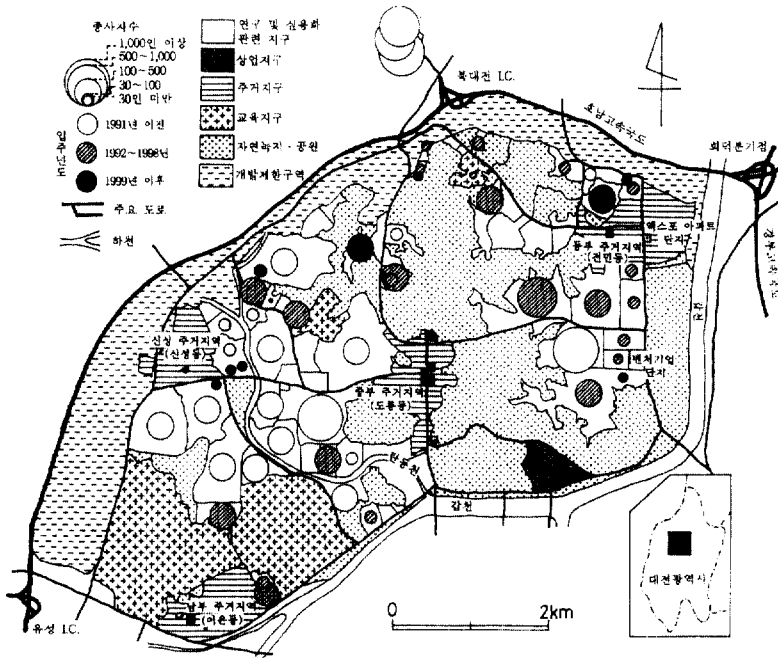 종사자수
1,000인 이상
500~1,000
100~500
30~100
30인 미만
입주년도
1991년 이전
1992~1998년
1999년 이후
주요 도로
하천
연구 및 실용화
관련 지구
상업지구
주거지구
교육지구
자연녹지·공원
개발제한구역
북대전 I.C.
호남고속국도
회덕분기점
경부고속국도
엑스포 아파트
단지
동부 주거지역
(전민동)
갑천
신성 주거지역
(신성동)
벤처기업
단지
중부 주거지역
(도룡동)
탄동천
갑천
대전광역시
남부 주거지역
(어은동)
유성 I.C.
0 2km